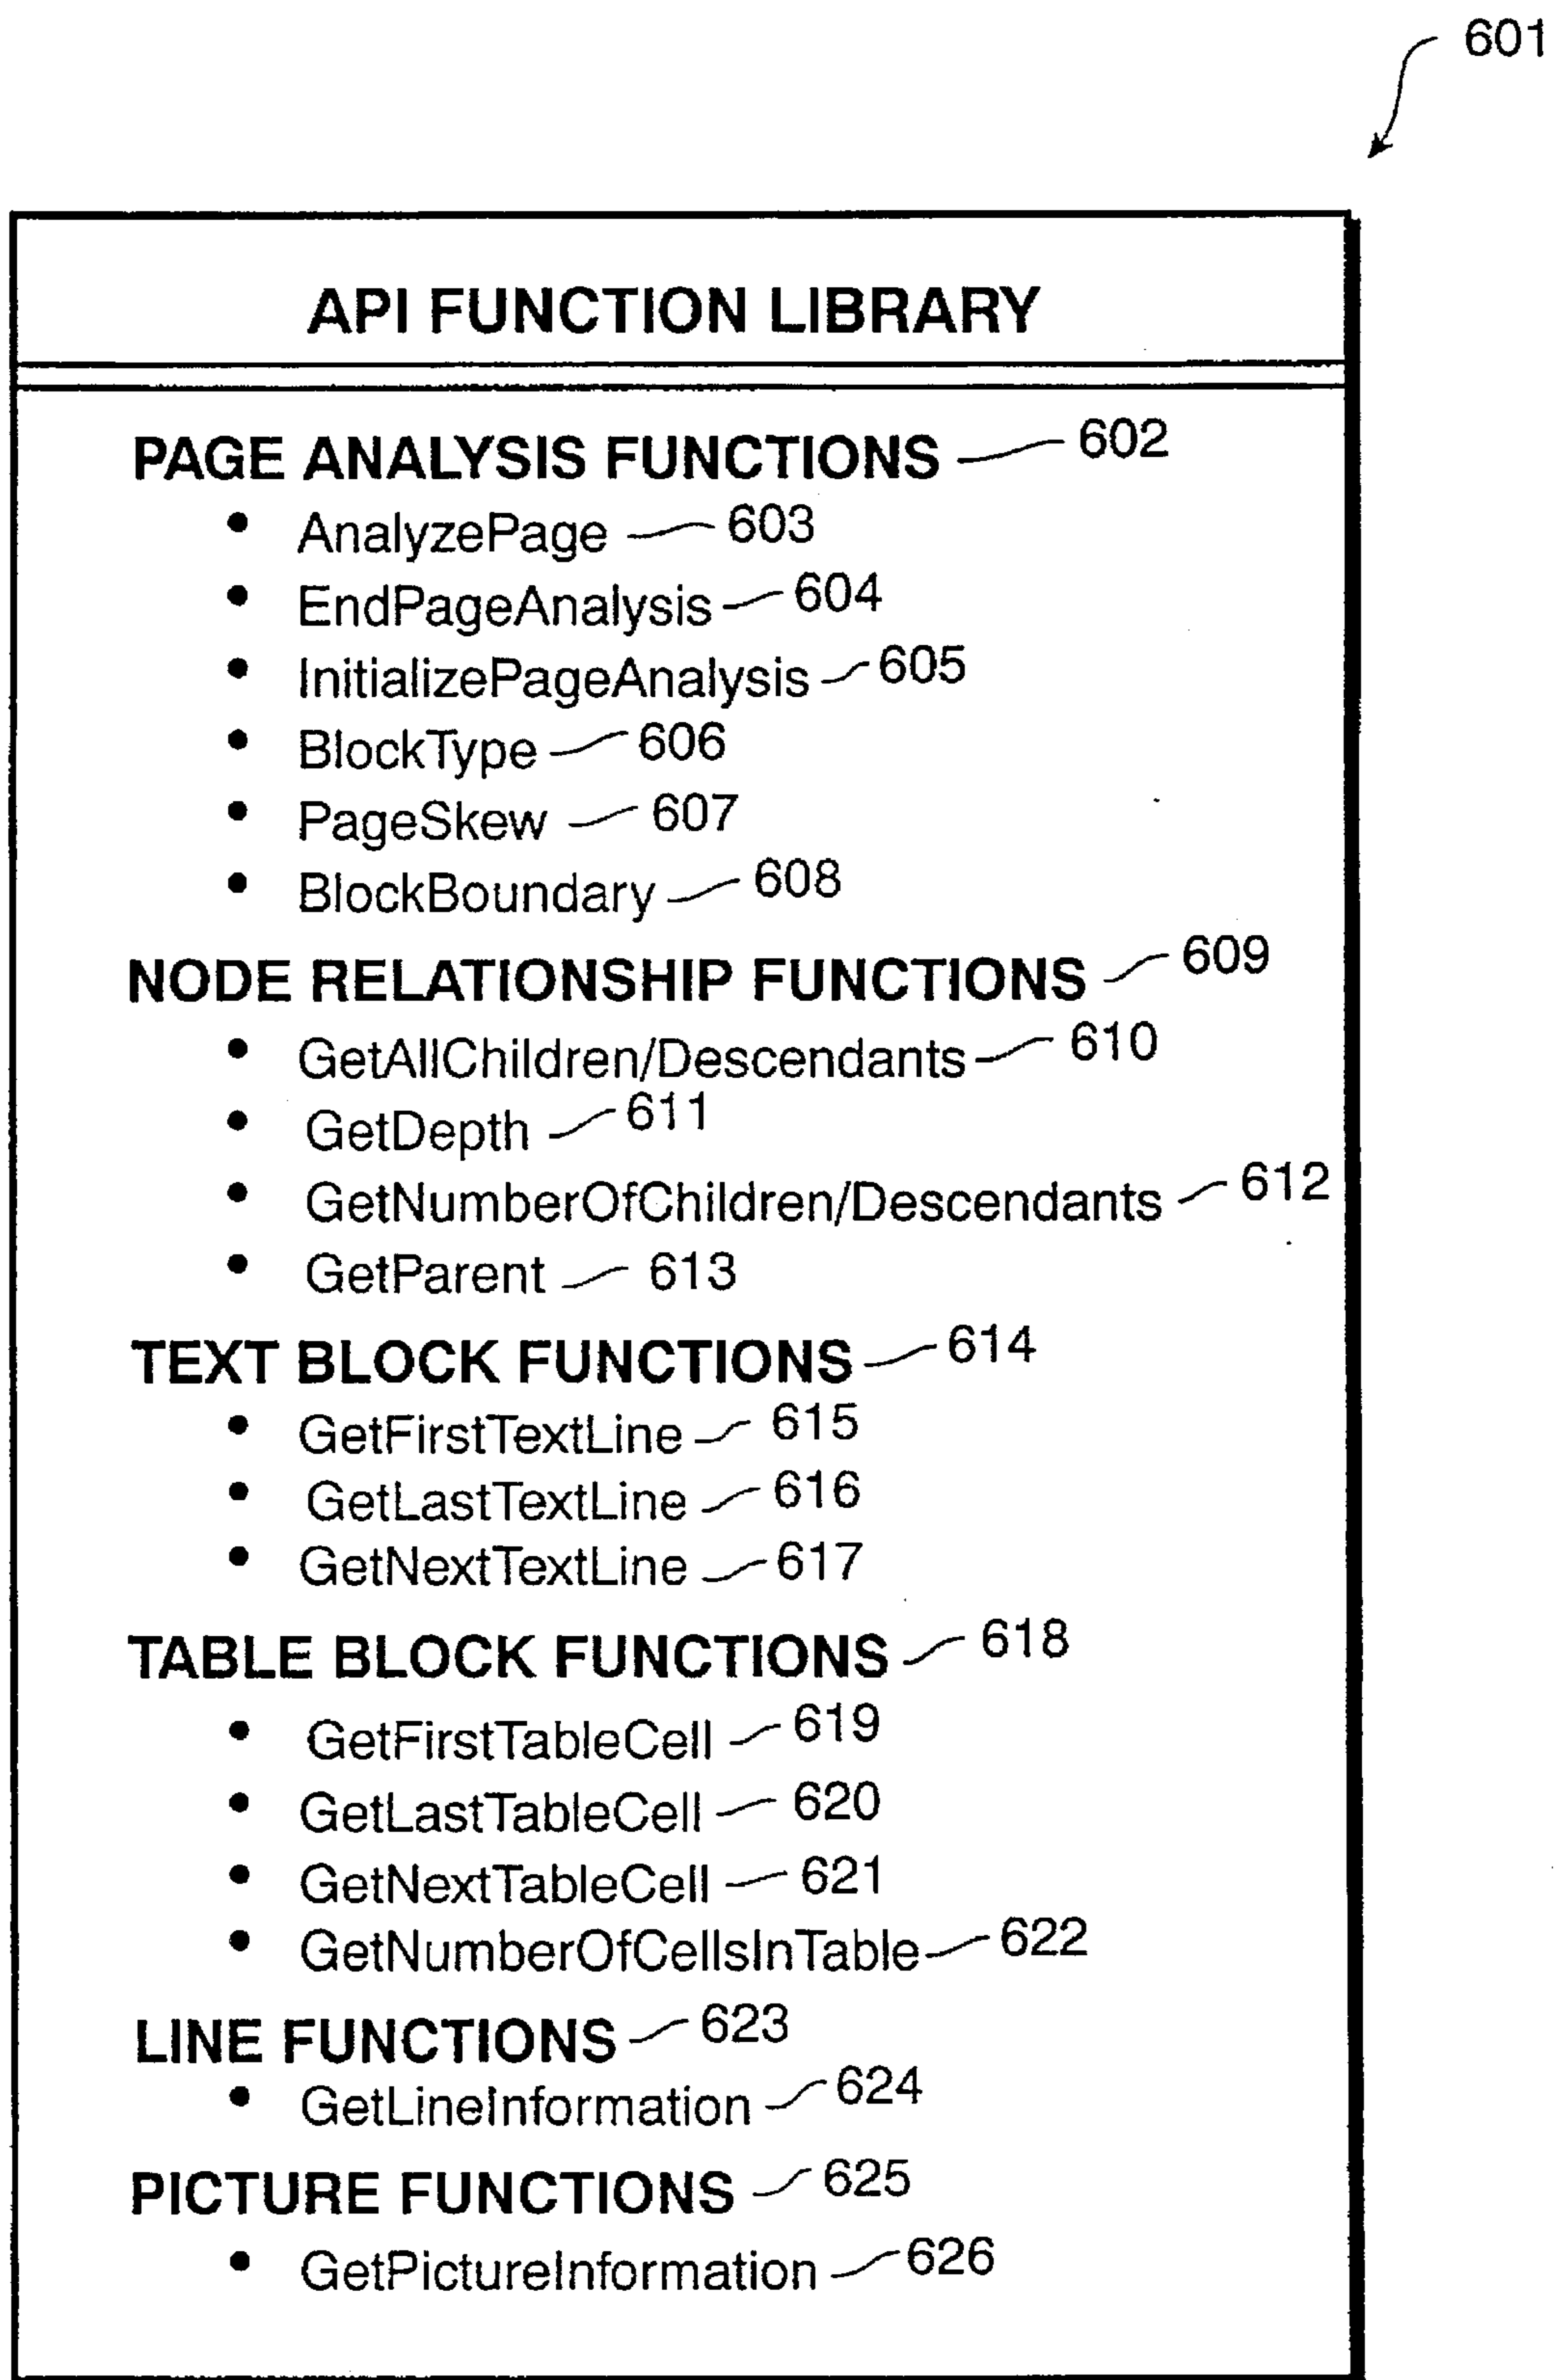 601
API FUNCTION LIBRARY
PAGE ANALYSIS FUNCTIONS 602
• AnalyzePage 603
• EndPageAnalysis 604
• InitializePageAnalysis 605
• BlockType 606
• PageSkew 607
• BlockBoundary 608
NODE RELATIONSHIP FUNCTIONS 609
• GetAllChildren/Descendants 610
• GetDepth 611
• GetNumberOfChildren/Descendants 612
• GetParent 613
TEXT BLOCK FUNCTIONS 614
• GetFirstTextLine 615
• GetLastTextLine 616
• GetNextTextLine 617
TABLE BLOCK FUNCTIONS 618
• GetFirstTableCell 619
• GetLastTableCell 620
• GetNextTableCell 621
• GetNumberOfCellsInTable 622
LINE FUNCTIONS 623
• GetLineInformation 624
PICTURE FUNCTIONS 625
• GetPictureInformation 626